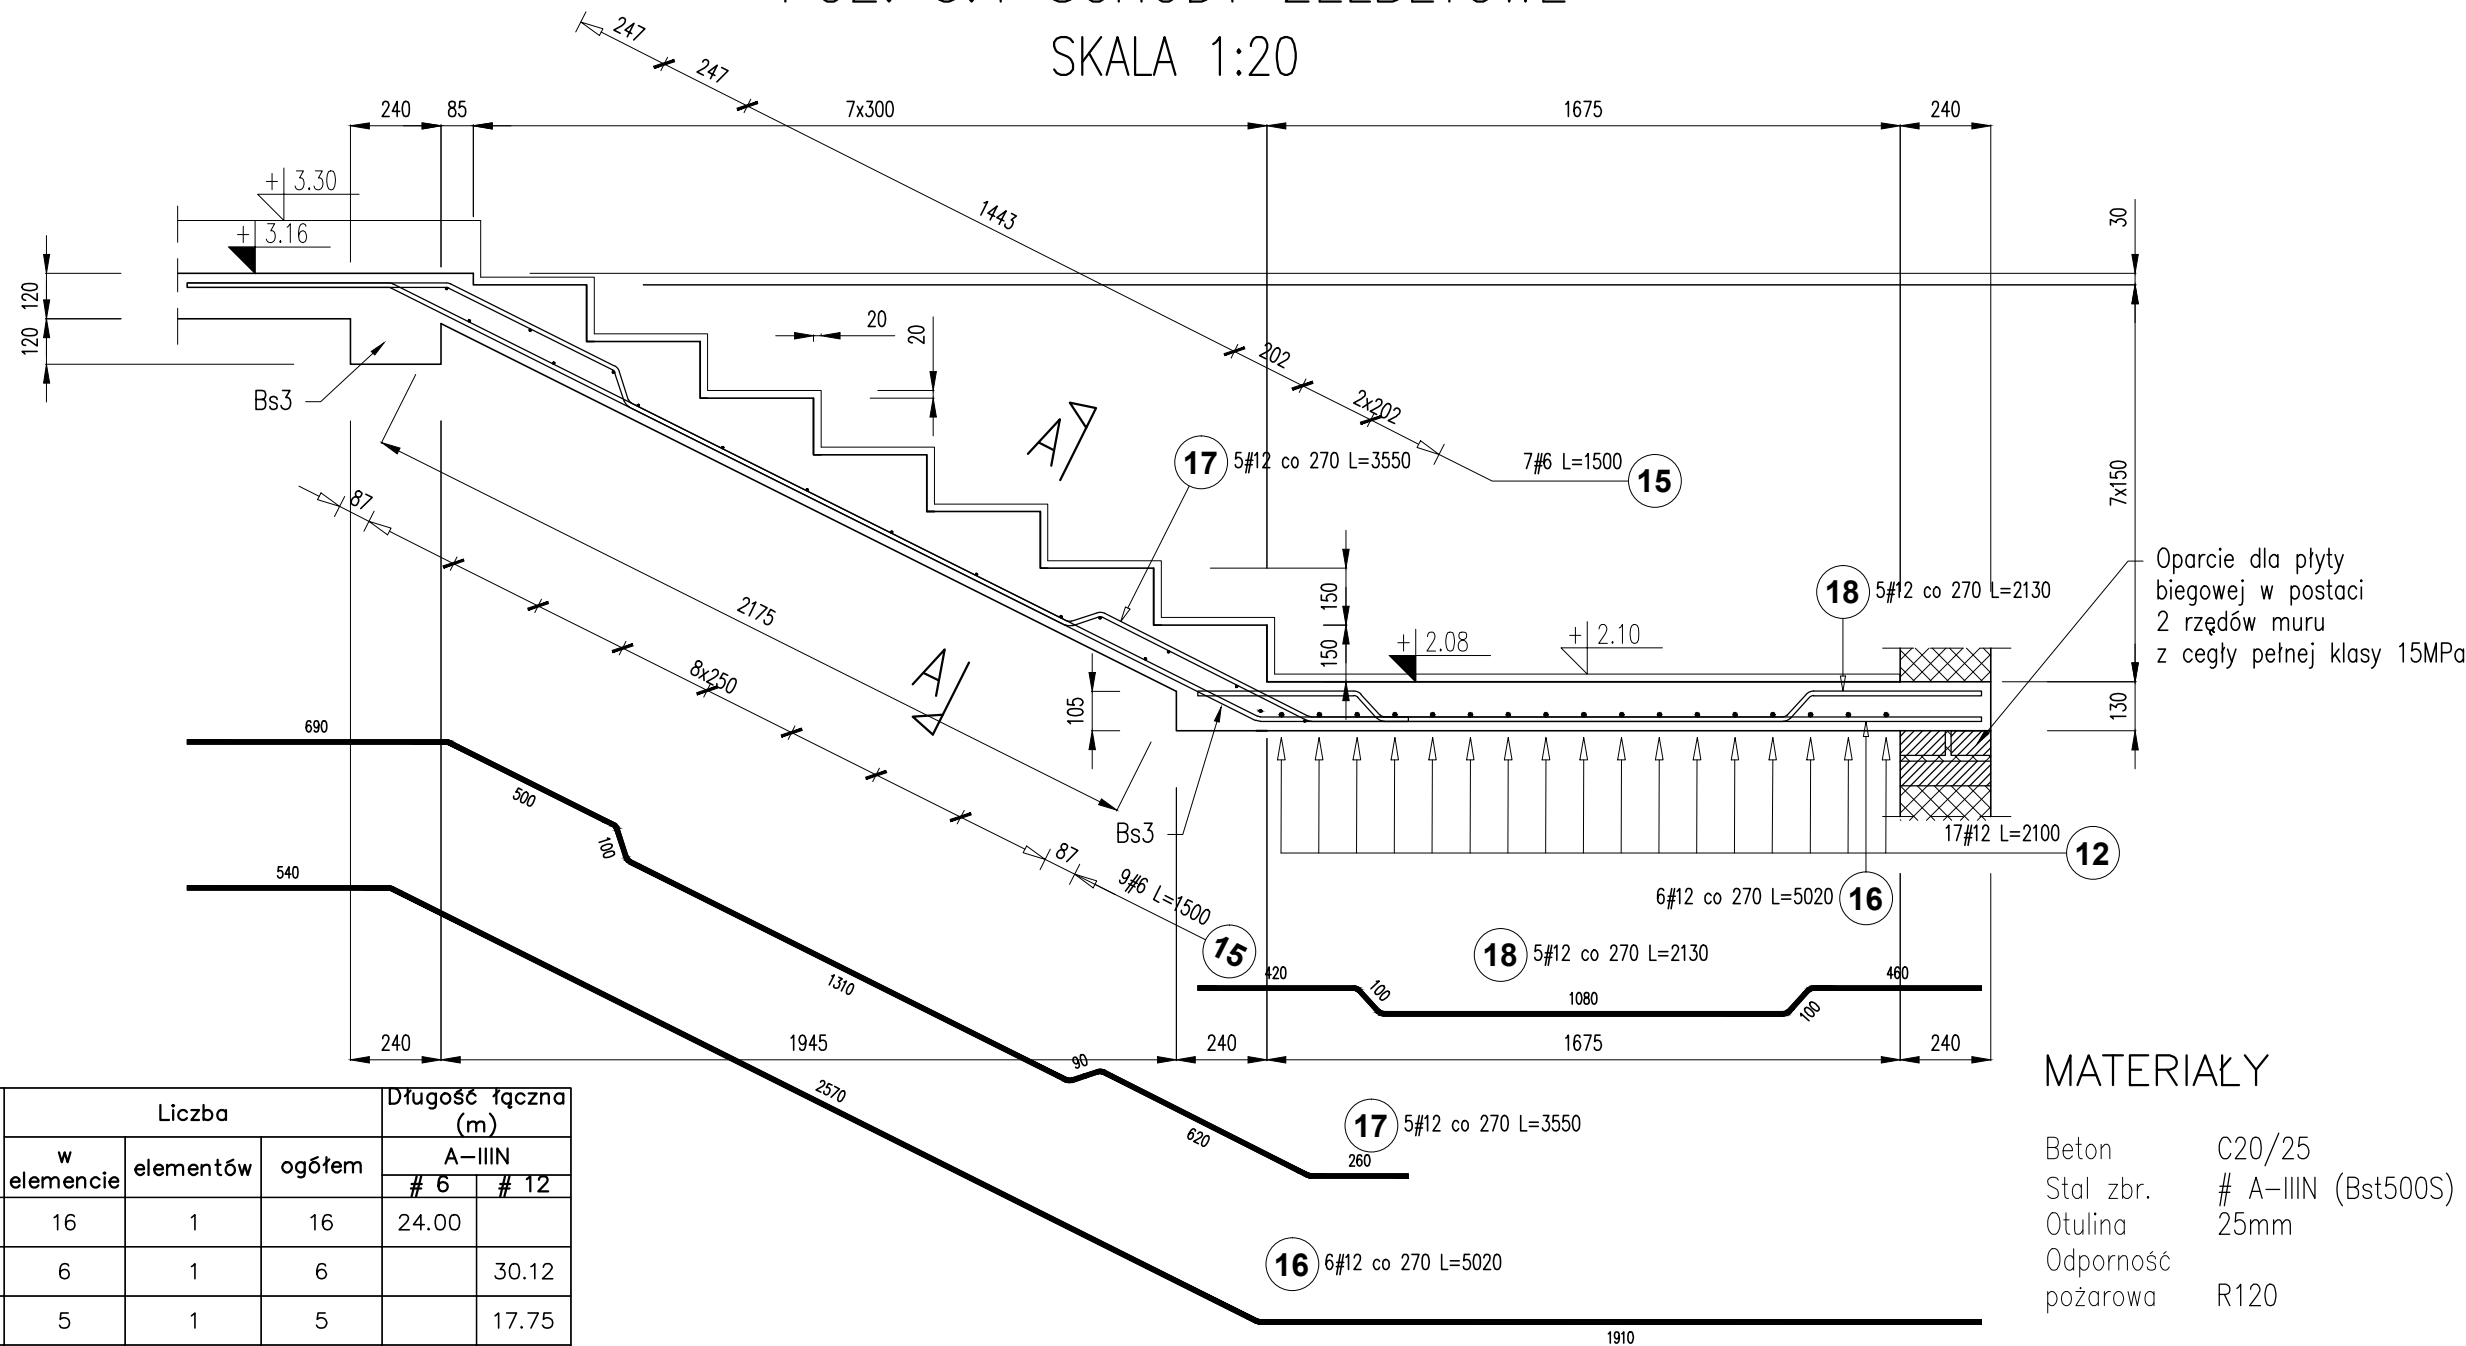 SKALA 1:20
247
247
240
85
7x300
1675
240
+ 3.30
+ 3.16
1443
30
120
120
20
20
Bs3
202
2x202
A
17 5#12 co 270 L=3550
7#6 L=1500 15
7x150
87
2175
8x250
A
105
150
150
+ 2.08
+ 2.10
18 5#12 co 270 L=2130
Oparcie dla płyty
biegowej w postaci
2 rzędów muru
z cegły pełnej klasy 15MPa
130
690
500
100
Bs3
87
9#6 L=1500
15
17#12 L=2100
12
6#12 co 270 L=5020 16
540
1310
18 5#12 co 270 L=2130
420
100
1080
100
460
240
1945
240
1675
240
90
2570
620
17 5#12 co 270 L=3550
260
16 6#12 co 270 L=5020
1910
MATERIAŁY
Beton C20/25
Stal zbr. # A-IIIN (Bst500S)
Otulina 25mm
Odporność
pożarowa R120
Liczba
Długość łączna
(m)
w
elemencie
elementów
ogółem
A-IIIN
# 6 # 12
16 1 16 24.00
6 1 6 30.12
5 1 5 17.75